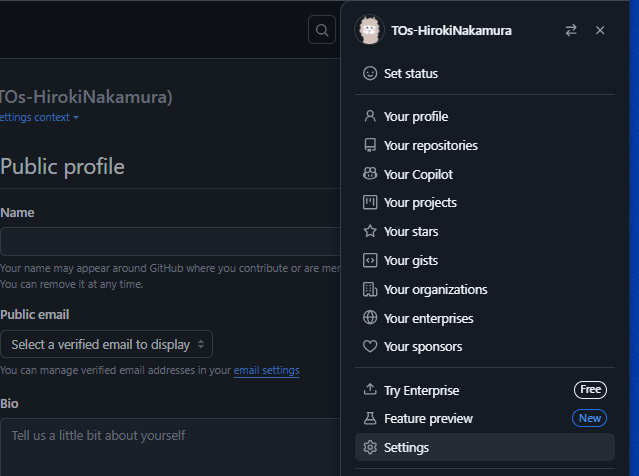 TOs-HirokiNakamura
Set status
TOs-HirokiNakamura)
ettings context
Your profile
Your repositories
Public profile
Your Copilot
Your projects
Name
Your stars
Your gists
Your name may appear around GitHub where you contribute or are mer
You can remove it at any time.
Your organizations
Public email
Your enterprises
Select a verified email to display
Your sponsors
You can manage verified email addresses in your email settings
Try Enterprise Free
Bio
Feature preview New
Tell us a little bit about yourself
Settings